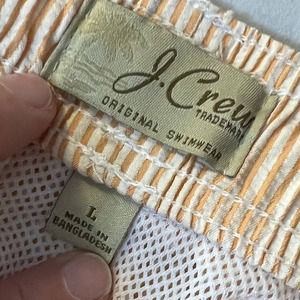 J. Crew
TRADEMARK
ORIGINAL SWIMWEAR
L
MADE IN
BANGLADESH